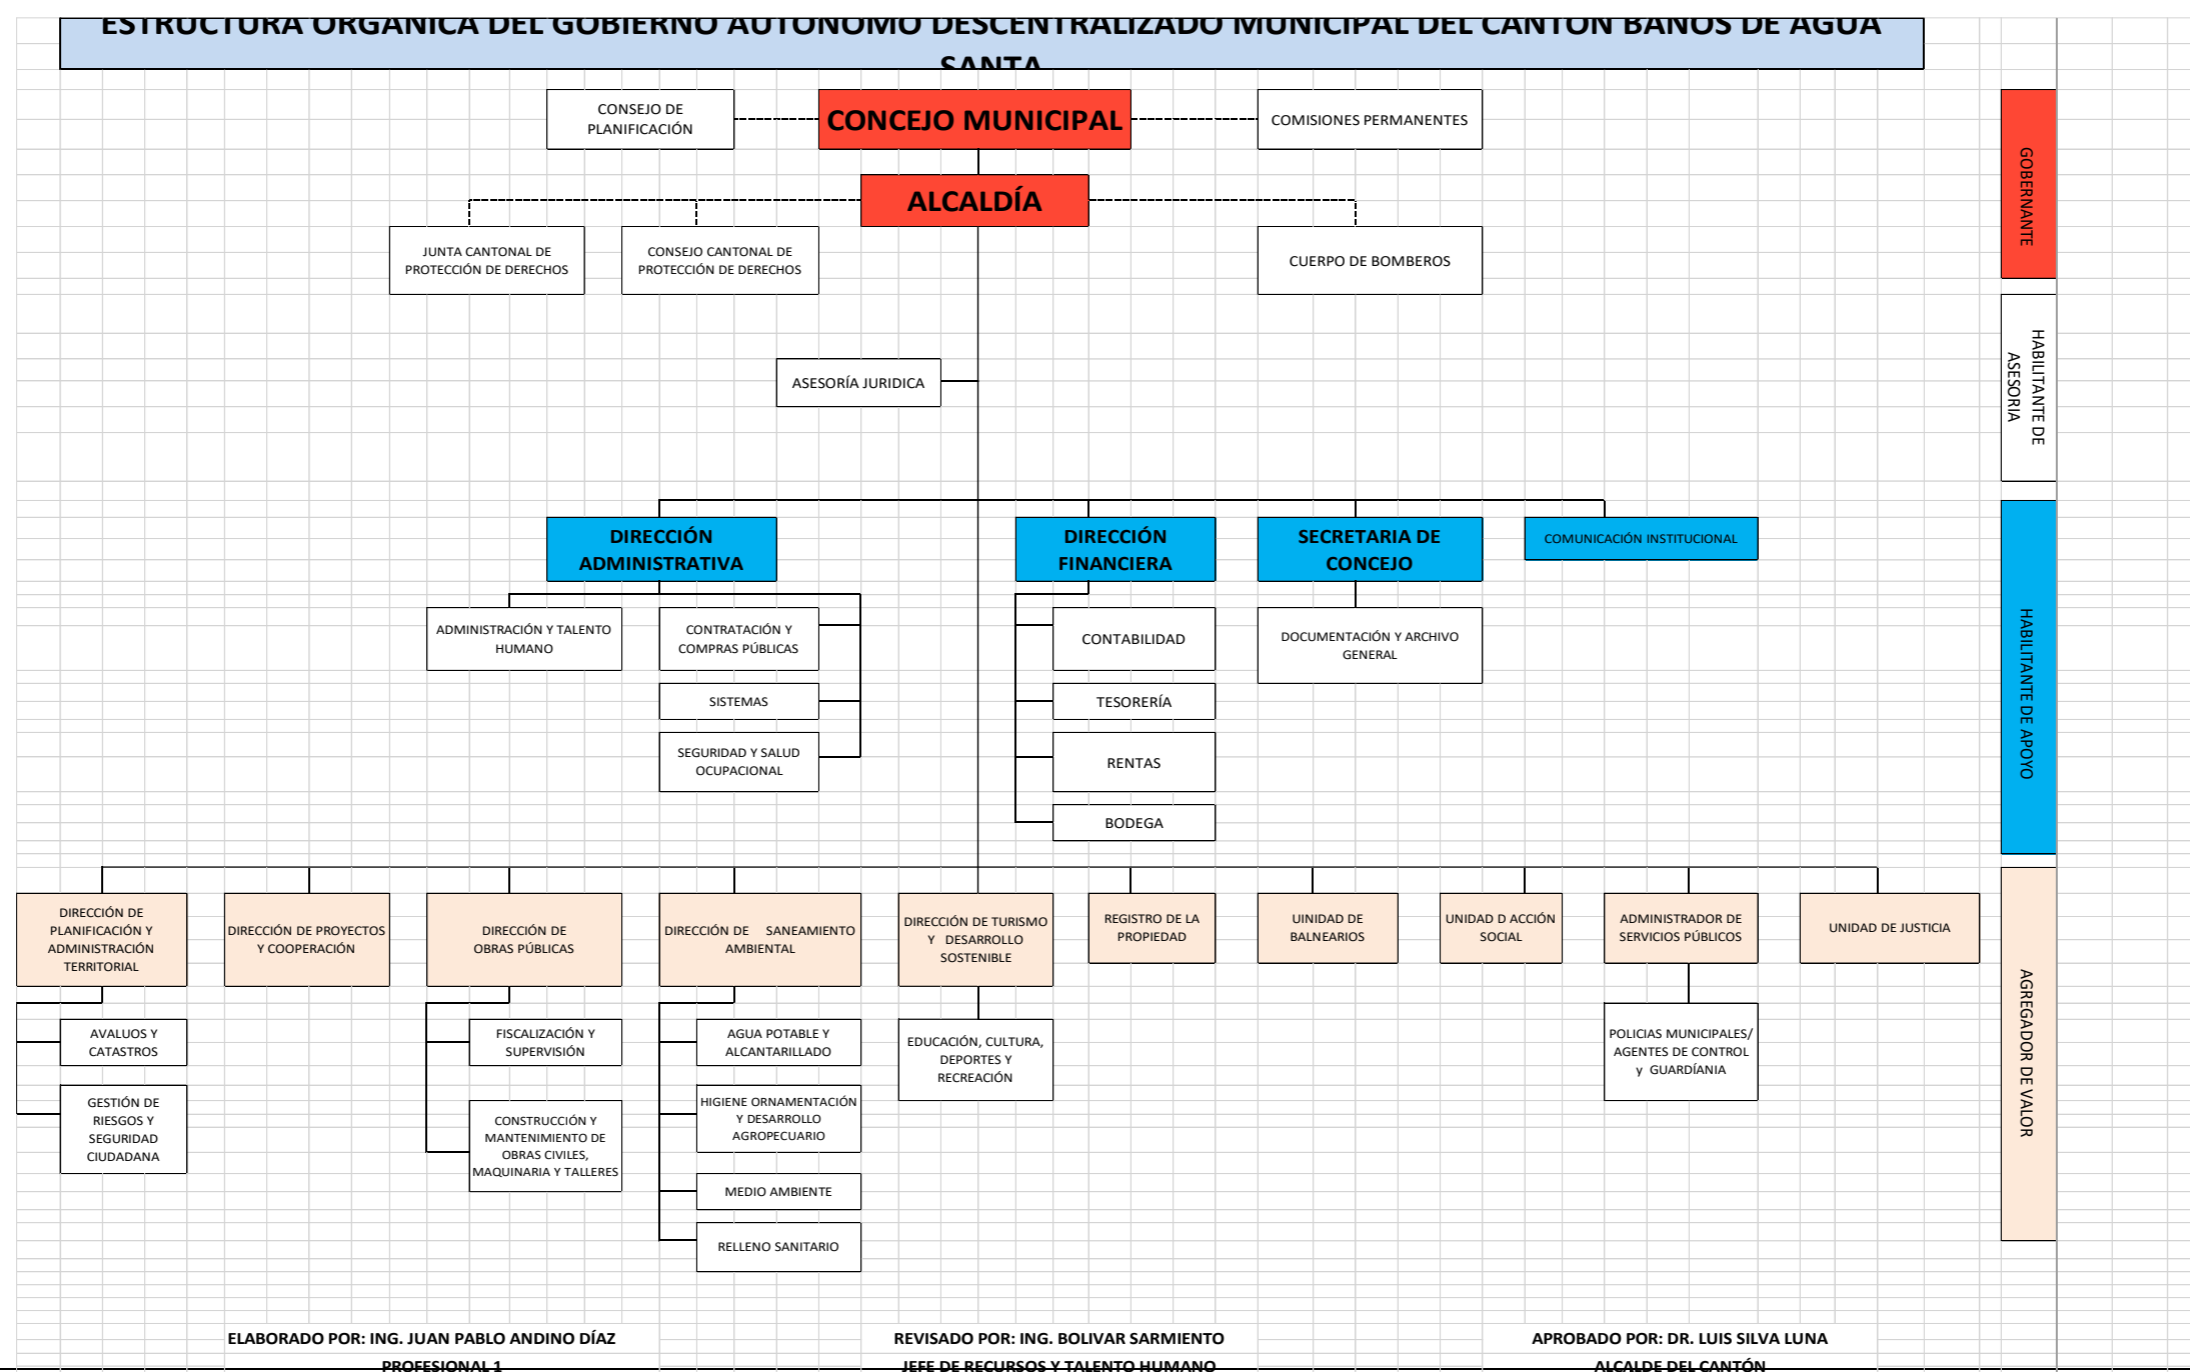 ESTRUCTURA ORGÁNICA DEL GOBIERNO AUTÓNOMO DESCENTRALIZADO MUNICIPAL DEL CANTÓN BAÑOS DE AGUA
SANTA
CONSEJO DE
PLANIFICACIÓN
CONCEJO MUNICIPAL
COMISIONES PERMANENTES
GOBERNANTE
ALCALDÍA
JUNTA CANTONAL DE
PROTECCIÓN DE DERECHOS
CONSEJO CANTONAL DE
PROTECCIÓN DE DERECHOS
CUERPO DE BOMBEROS
HABILITANTE DE
ASESORIA
ASESORÍA JURIDICA
DIRECCIÓN
ADMINISTRATIVA
DIRECCIÓN
FINANCIERA
SECRETARIA DE
CONCEJO
COMUNICACIÓN INSTITUCIONAL
HABILITANTE DE APOYO
ADMINISTRACIÓN Y TALENTO
HUMANO
CONTRATACIÓN Y
COMPRAS PÚBLICAS
SISTEMAS
SEGURIDAD Y SALUD
OCUPACIONAL
CONTABILIDAD
TESORERÍA
RENTAS
BODEGA
DOCUMENTACIÓN Y ARCHIVO
GENERAL
DIRECCIÓN DE
PLANIFICACIÓN Y
ADMINISTRACIÓN
TERRITORIAL
DIRECCIÓN DE PROYECTOS
Y COOPERACIÓN
DIRECCIÓN DE
OBRAS PÚBLICAS
DIRECCIÓN DE SANEAMIENTO
AMBIENTAL
DIRECCIÓN DE TURISMO
Y DESARROLLO
SOSTENIBLE
REGISTRO DE LA
PROPIEDAD
UINIDAD DE
BALNEARIOS
UNIDAD D ACCIÓN
SOCIAL
ADMINISTRADOR DE
SERVICIOS PÚBLICOS
UNIDAD DE JUSTICIA
AGREGADOR DE VALOR
AVALUOS Y
CATASTROS
GESTIÓN DE
RIESGOS Y
SEGURIDAD
CIUDADANA
FISCALIZACIÓN Y
SUPERVISIÓN
CONSTRUCCIÓN Y
MANTENIMIENTO DE
OBRAS CIVILES,
MAQUINARIA Y TALLERES
AGUA POTABLE Y
ALCANTARILLADO
HIGIENE ORNAMENTACIÓN
Y DESARROLLO
AGROPECUARIO
MEDIO AMBIENTE
RELLENO SANITARIO
EDUCACIÓN, CULTURA,
DEPORTES Y
RECREACIÓN
POLICIAS MUNICIPALES/
AGENTES DE CONTROL
y GUARDÍANIA
ELABORADO POR: ING. JUAN PABLO ANDINO DÍAZ
PROFESIONAL 1
REVISADO POR: ING. BOLIVAR SARMIENTO
JEFE DE RECURSOS Y TALENTO HUMANO
APROBADO POR: DR. LUIS SILVA LUNA
ALCALDE DEL CANTÓN